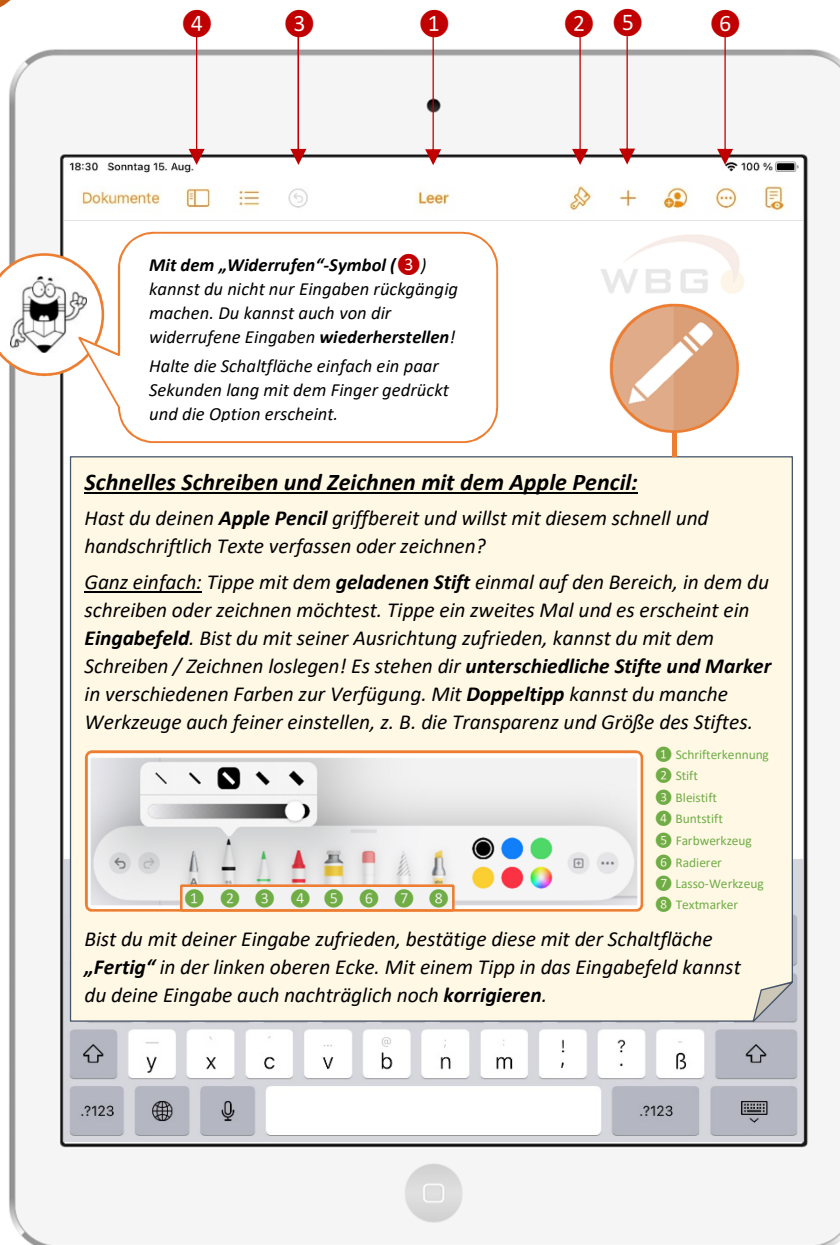 4 3 1 2 5 6
18:30 Sonntag 15. Aug. 100 %
Dokumente Leer
Mit dem „Widerrufen“-Symbol (3)
kannst du nicht nur Eingaben rückgängig
machen. Du kannst auch von dir
widerrufene Eingaben wiederherstellen!
Halte die Schaltfläche einfach ein paar
Sekunden lang mit dem Finger gedrückt
und die Option erscheint.
WBG
Schnelles Schreiben und Zeichnen mit dem Apple Pencil:
Hast du deinen Apple Pencil griffbereit und willst mit diesem schnell und
handschriftlich Texte verfassen oder zeichnen?
Ganz einfach: Tippe mit dem geladenen Stift einmal auf den Bereich, in dem du
schreiben oder zeichnen möchtest. Tippe ein zweites Mal und es erscheint ein
Eingabefeld. Bist du mit seiner Ausrichtung zufrieden, kannst du mit dem
Schreiben / Zeichnen loslegen! Es stehen dir unterschiedliche Stifte und Marker
in verschiedenen Farben zur Verfügung. Mit Doppeltipp kannst du manche
Werkzeuge auch feiner einstellen, z. B. die Transparenz und Größe des Stiftes.
1 Schrifterkennung
2 Stift
3 Bleistift
4 Buntstift
5 Farbwerkzeug
6 Radierer
7 Lasso-Werkzeug
8 Textmarker
A
1 2 3 4 5 6 7 8
Bist du mit deiner Eingabe zufrieden, bestätige diese mit der Schaltfläche
„Fertig“ in der linken oberen Ecke. Mit einem Tipp in das Eingabefeld kannst
du deine Eingabe auch nachträglich noch korrigieren.
@ ; : ! ? -
y x c v b n m , . ß
.?123 .?123